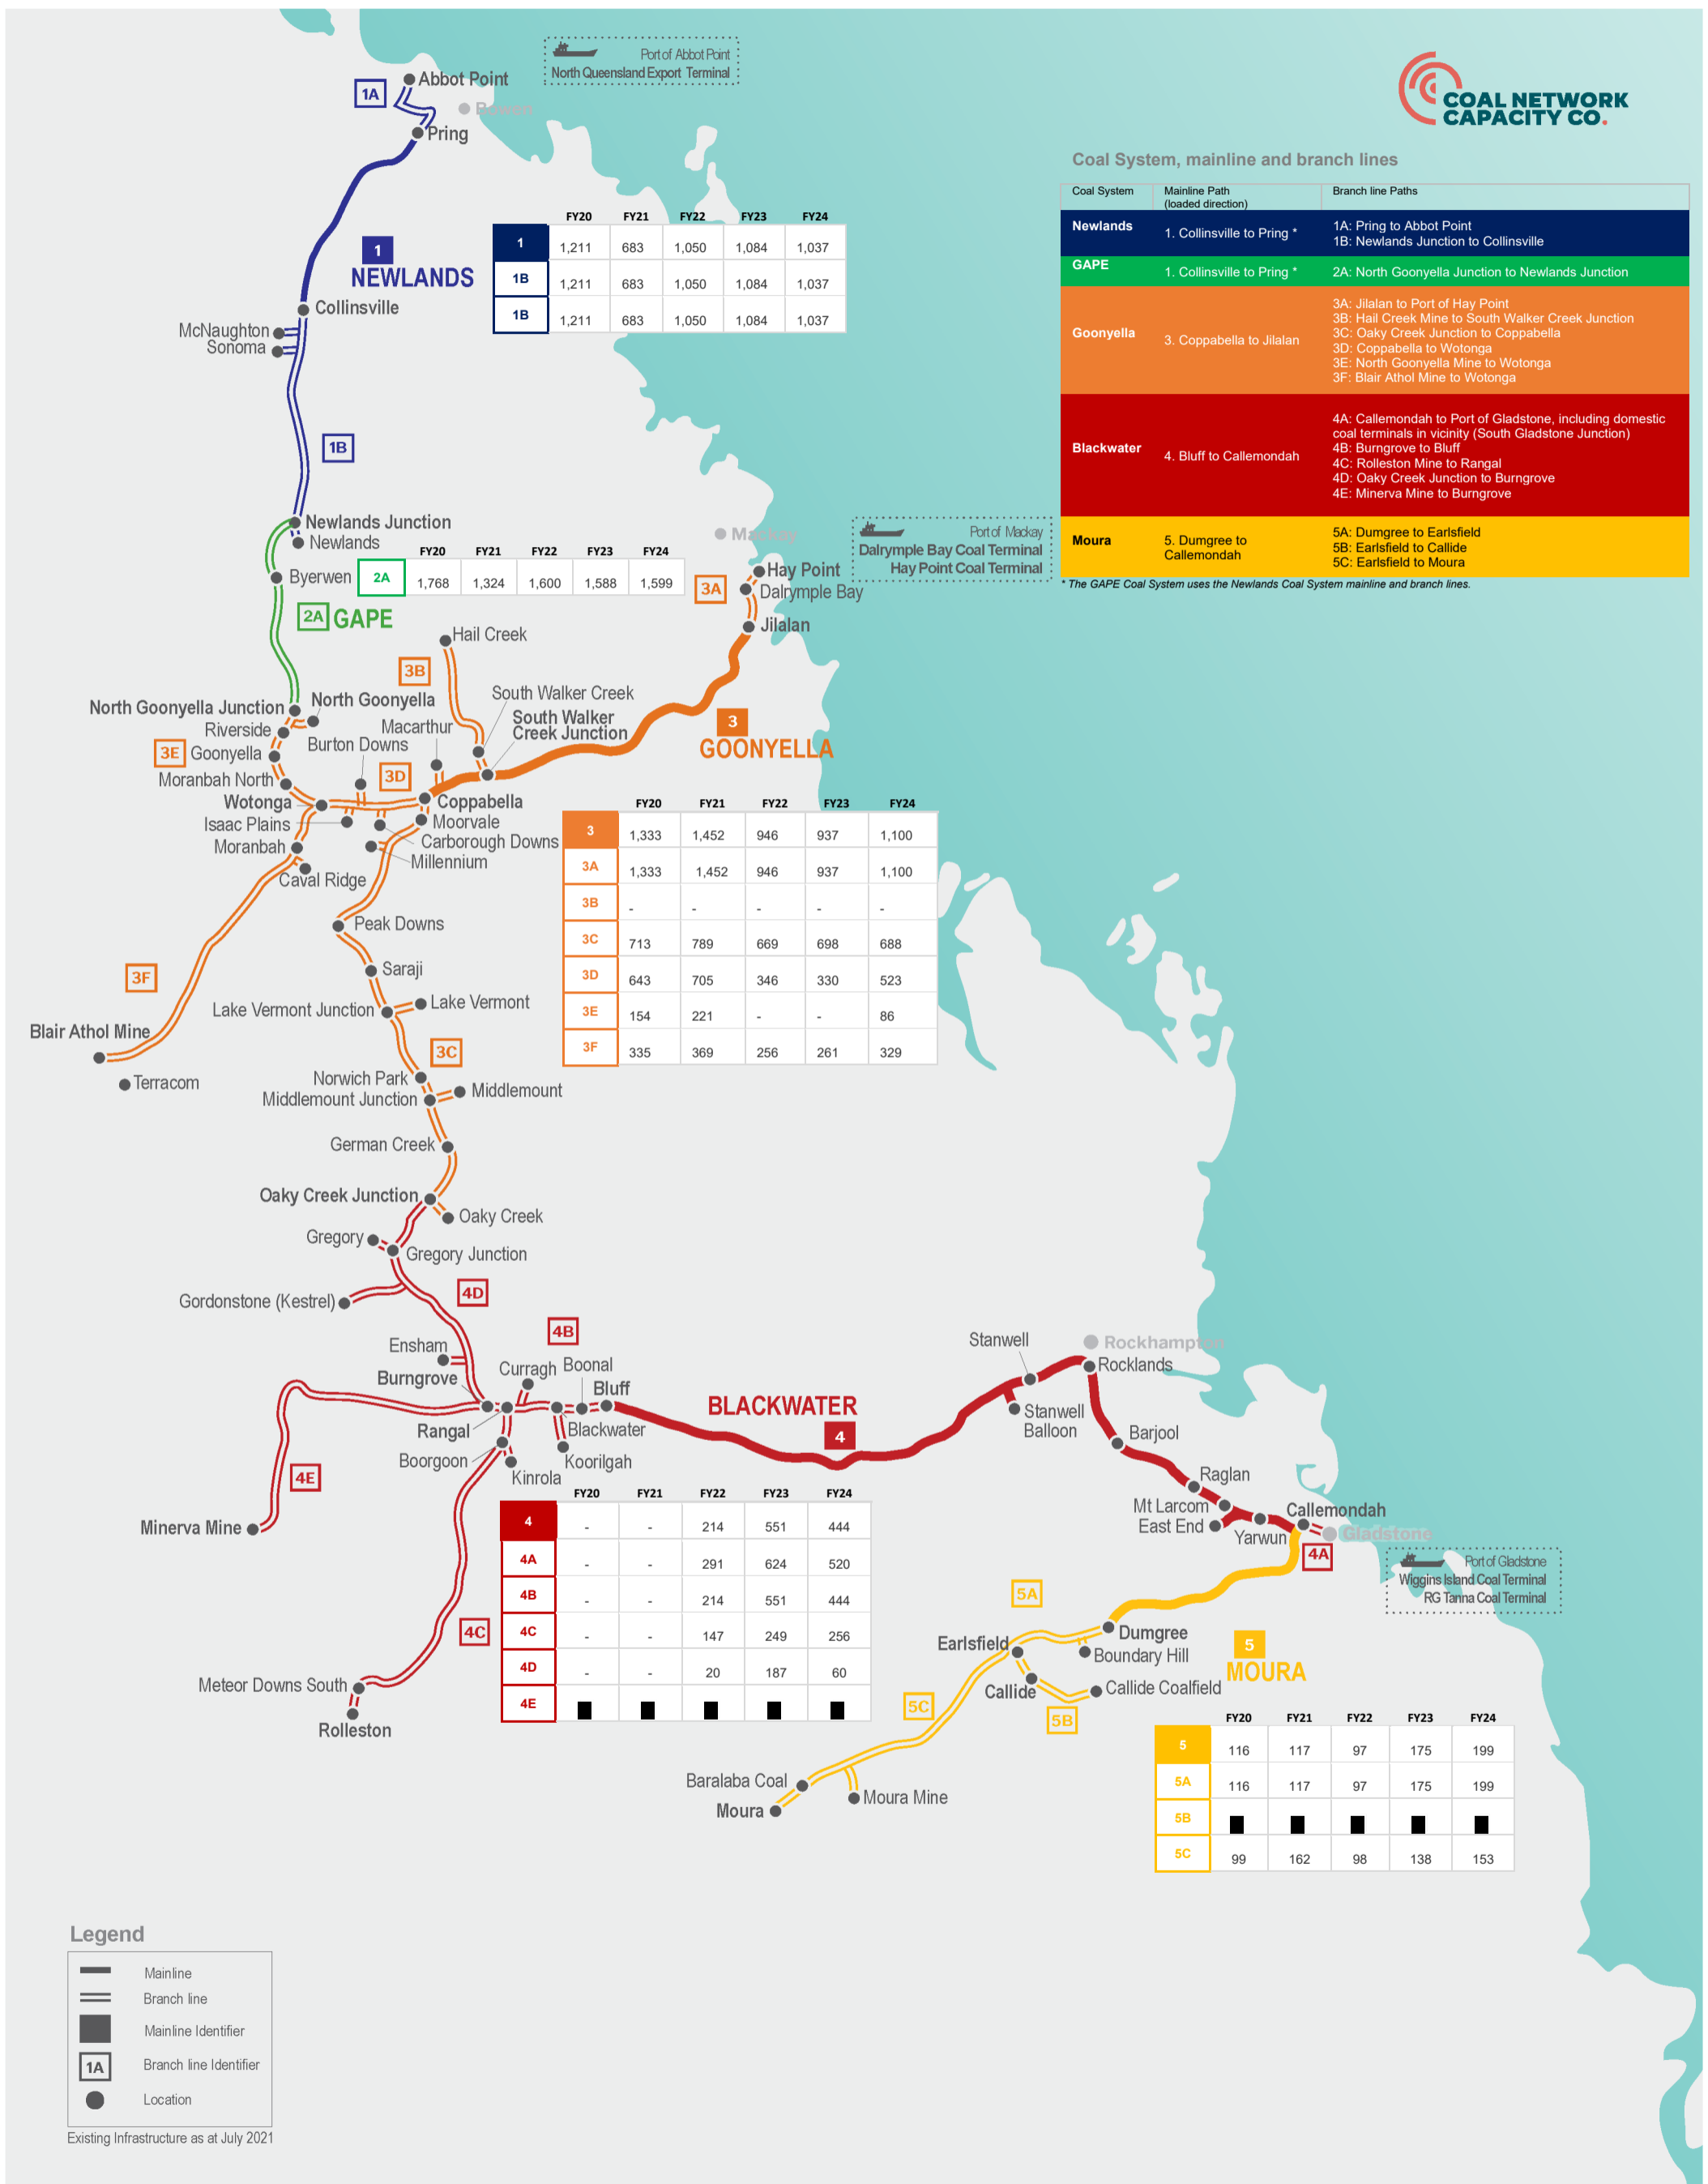 Port of Abbot Point
North Queensland Export Terminal
COAL NETWORK
CAPACITY CO.
Abbot Point
1A
Bowen
Pring
Coal System, mainline and branch lines
Coal System Mainline Path (loaded direction) Branch line Paths
Newlands 1. Collinsville to Pring * 1A: Pring to Abbot Point
1B: Newlands Junction to Collinsville
GAPE 1. Collinsville to Pring * 2A: North Goonyella Junction to Newlands Junction
Goonyella 3. Coppabella to Jilalan
3A: Jilalan to Port of Hay Point
3B: Hail Creek Mine to South Walker Creek Junction
3C: Oaky Creek Junction to Coppabella
3D: Coppabella to Wotonga
3E: North Goonyella Mine to Wotonga
3F: Blair Athol Mine to Wotonga
Blackwater 4. Bluff to Callemondah
4A: Callemondah to Port of Gladstone, including domestic
coal terminals in vicinity (South Gladstone Junction)
4B: Burngrove to Bluff
4C: Rolleston Mine to Rangal
4D: Oaky Creek Junction to Burngrove
4E: Minerva Mine to Burngrove
Moura 5. Dumgree to
Callemondah
5A: Dumgree to Earlsfield
5B: Earlsfield to Callide
5C: Earlsfield to Moura
* The GAPE Coal System uses the Newlands Coal System mainline and branch lines.
FY20 FY21 FY22 FY23 FY24
1 1,211 683 1,050 1,084 1,037
1B 1,211 683 1,050 1,084 1,037
1B 1,211 683 1,050 1,084 1,037
1
NEWLANDS
Collinsville
McNaughton
Sonoma
1B
Newlands Junction
Newlands
Byerwen
FY20 FY21 FY22 FY23 FY24
2A 1,768 1,324 1,600 1,588 1,599
2A GAPE
Mackay
Port of Mackay
Dalrymple Bay Coal Terminal
Hay Point Coal Terminal
3A
Hay Point
Dalrymple Bay
Jilalan
Hail Creek
3B
South Walker Creek
South Walker
Creek Junction
3
GOONYELLA
North Goonyella Junction
North Goonyella
Riverside
Macarthur
Burton Downs
3E Goonyella
Moranbah North
3D
Wotonga
Coppabella
Isaac Plains
Moorvale
Moranbah
Carborough Downs
Millennium
Caval Ridge
FY20 FY21 FY22 FY23 FY24
3 1,333 1,452 946 937 1,100
3A 1,333 1,452 946 937 1,100
3B - - - - -
3C 713 789 669 698 688
3D 643 705 346 330 523
3E 154 221 - - 86
3F 335 369 256 261 329
Peak Downs
Saraji
3F
Lake Vermont Junction
Lake Vermont
Blair Athol Mine
3C
Terracom
Norwich Park
Middlemount Junction
Middlemount
German Creek
Oaky Creek Junction
Oaky Creek
Gregory
Gregory Junction
4D
Gordonstone (Kestrel)
4B
Ensham
Curragh
Boonal
Burngrove
Bluff
Rangal
Blackwater
Boorgoon
Koorilgah
Kinrola
BLACKWATER
4
Stanwell
Rockhampton
Rocklands
Stanwell
Balloon
Barjool
Raglan
Mt Larcom
East End
Yarwun
Callemondah
Gladstone
4A
Port of Gladstone
Wiggins Island Coal Terminal
RG Tanna Coal Terminal
4E
Minerva Mine
FY20 FY21 FY22 FY23 FY24
4 - - 214 551 444
4A - - 291 624 520
4B - - 214 551 444
4C - - 147 249 256
4D - - 20 187 60
4E
4C
Meteor Downs South
Rolleston
5A
Dumgree
Earlsfield
Boundary Hill
5
MOURA
Callide
Callide Coalfield
5C
5B
Baralaba Coal
Moura Mine
Moura
FY20 FY21 FY22 FY23 FY24
5 116 117 97 175 199
5A 116 117 97 175 199
5B
5C 99 162 98 138 153
Legend
Mainline
Branch line
Mainline Identifier
1A Branch line Identifier
Location
Existing Infrastructure as at July 2021